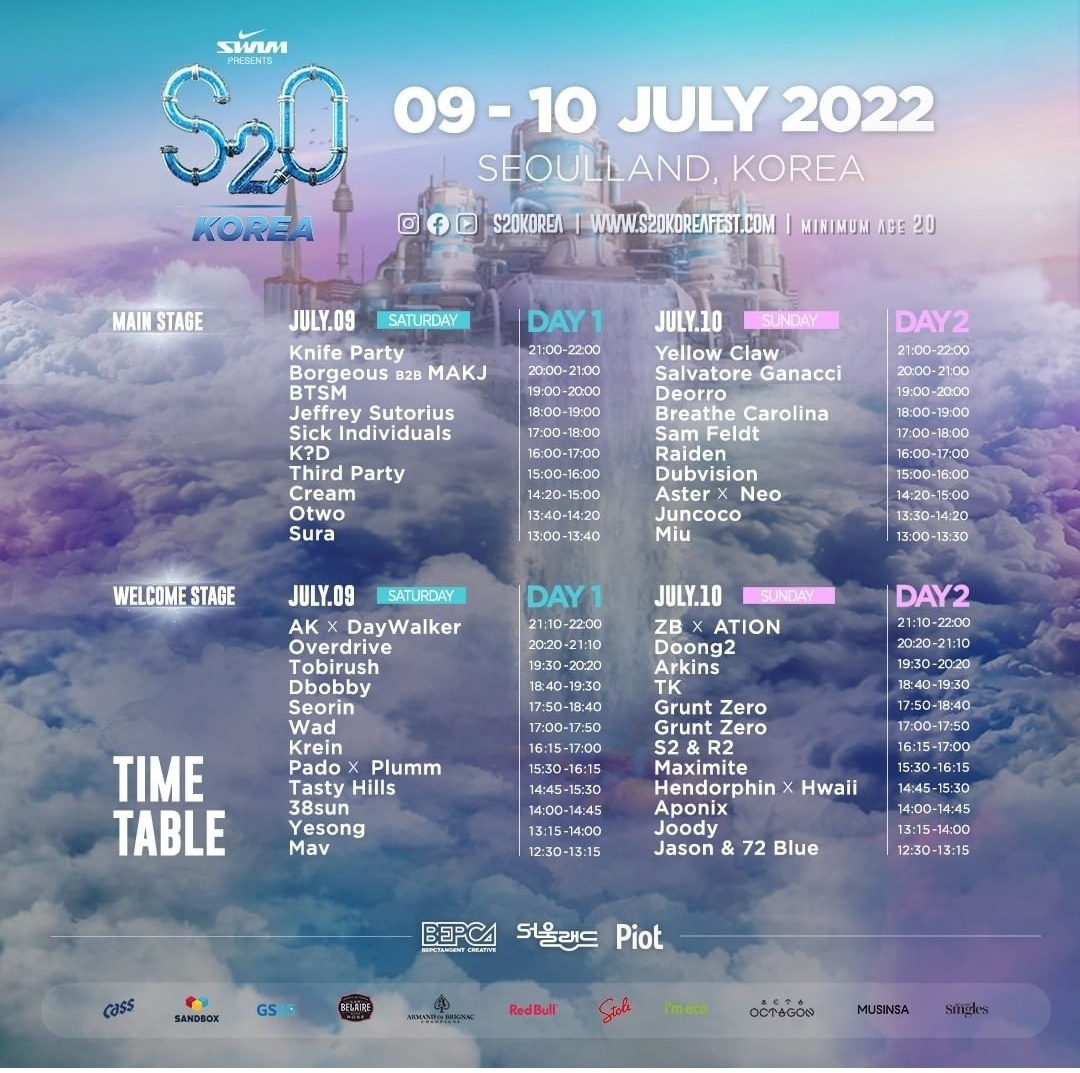 SWIM
PRESENTS
S2O
KOREA
09 - 10 JULY 2022
SEOULLAND, KOREA
S2OKOREA | WWW.S2OKOREAFEST.COM | MINIMUM AGE 20
MAIN STAGE
JULY.09 SATURDAY DAY 1
Knife Party 21:00-22:00
Borgeous B2B MAKJ 20:00-21:00
BTSM 19:00-20:00
Jeffrey Sutorius 18:00-19:00
Sick Individuals 17:00-18:00
K?D 16:00-17:00
Third Party 15:00-16:00
Cream 14:20-15:00
Otwo 13:40-14:20
Sura 13:00-13:40
JULY.10 SUNDAY DAY 2
Yellow Claw 21:00-22:00
Salvatore Ganacci 20:00-21:00
Deorro 19:00-20:00
Breathe Carolina 18:00-19:00
Sam Feldt 17:00-18:00
Raiden 16:00-17:00
Dubvision 15:00-16:00
Aster × Neo 14:20-15:00
Juncoco 13:30-14:20
Miu 13:00-13:30
WELCOME STAGE
JULY.09 SATURDAY DAY 1
AK × DayWalker 21:10-22:00
Overdrive 20:20-21:10
Tobirush 19:30-20:20
Dbobby 18:40-19:30
Seorin 17:50-18:40
Wad 17:00-17:50
Krein 16:15-17:00
Pado × Plumm 15:30-16:15
Tasty Hills 14:45-15:30
38sun 14:00-14:45
Yesong 13:15-14:00
Mav 12:30-13:15
JULY.10 SUNDAY DAY 2
ZB × ATION 21:10-22:00
Doong2 20:20-21:10
Arkins 19:30-20:20
TK 18:40-19:30
Grunt Zero 17:50-18:40
Grunt Zero 17:00-17:50
S2 & R2 16:15-17:00
Maximite 15:30-16:15
Hendorphin × Hwaii 14:45-15:30
Aponix 14:00-14:45
Joody 13:15-14:00
Jason & 72 Blue 12:30-13:15
TIME
TABLE
BEPCA 서울랜드 Piot
BEPCTANGENT CREATIVE
cass SANDBOX GS25 BELAIRE ROSE ARMAND DE BRIGNAC CHAMPAGNE Red Bull Stoli i'm eco OCTAGON MUSINSA Singles